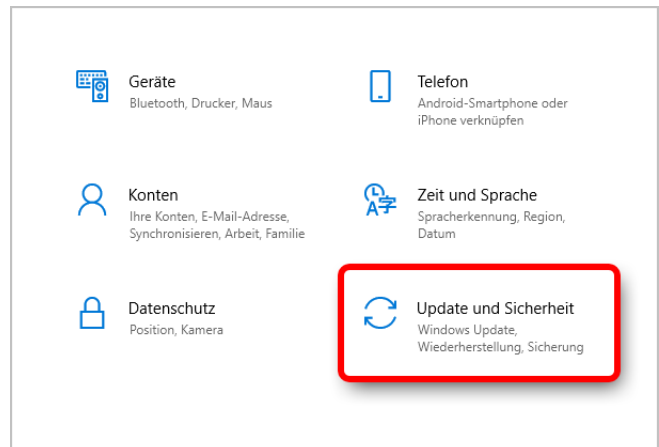 Geräte
Bluetooth, Drucker, Maus
Telefon
Android-Smartphone oder
iPhone verknüpfen
Konten
Ihre Konten, E-Mail-Adresse,
Synchronisieren, Arbeit, Familie
Zeit und Sprache
Spracherkennung, Region,
Datum
Datenschutz
Position, Kamera
Update und Sicherheit
Windows Update,
Wiederherstellung, Sicherung